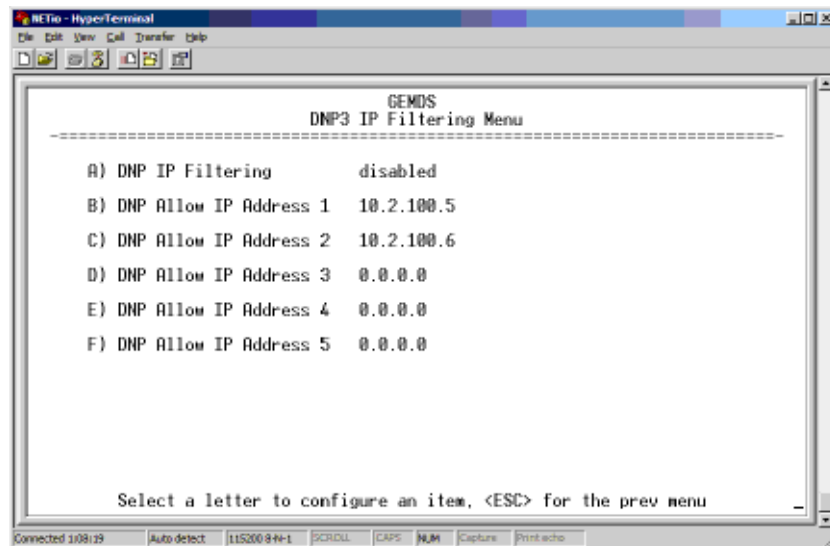 NETio - HyperTerminal
File Edit View Call Transfer Help
GEMDS
DNP3 IP Filtering Menu
-==========================================================================-
A) DNP IP Filtering disabled
B) DNP Allow IP Address 1 10.2.100.5
C) DNP Allow IP Address 2 10.2.100.6
D) DNP Allow IP Address 3 0.0.0.0
E) DNP Allow IP Address 4 0.0.0.0
F) DNP Allow IP Address 5 0.0.0.0
Select a letter to configure an item, <ESC> for the prev menu _
Connected 1:08:19 Auto detect 115200 8-N-1 SCROLL CAPS NUM Capture Print echo